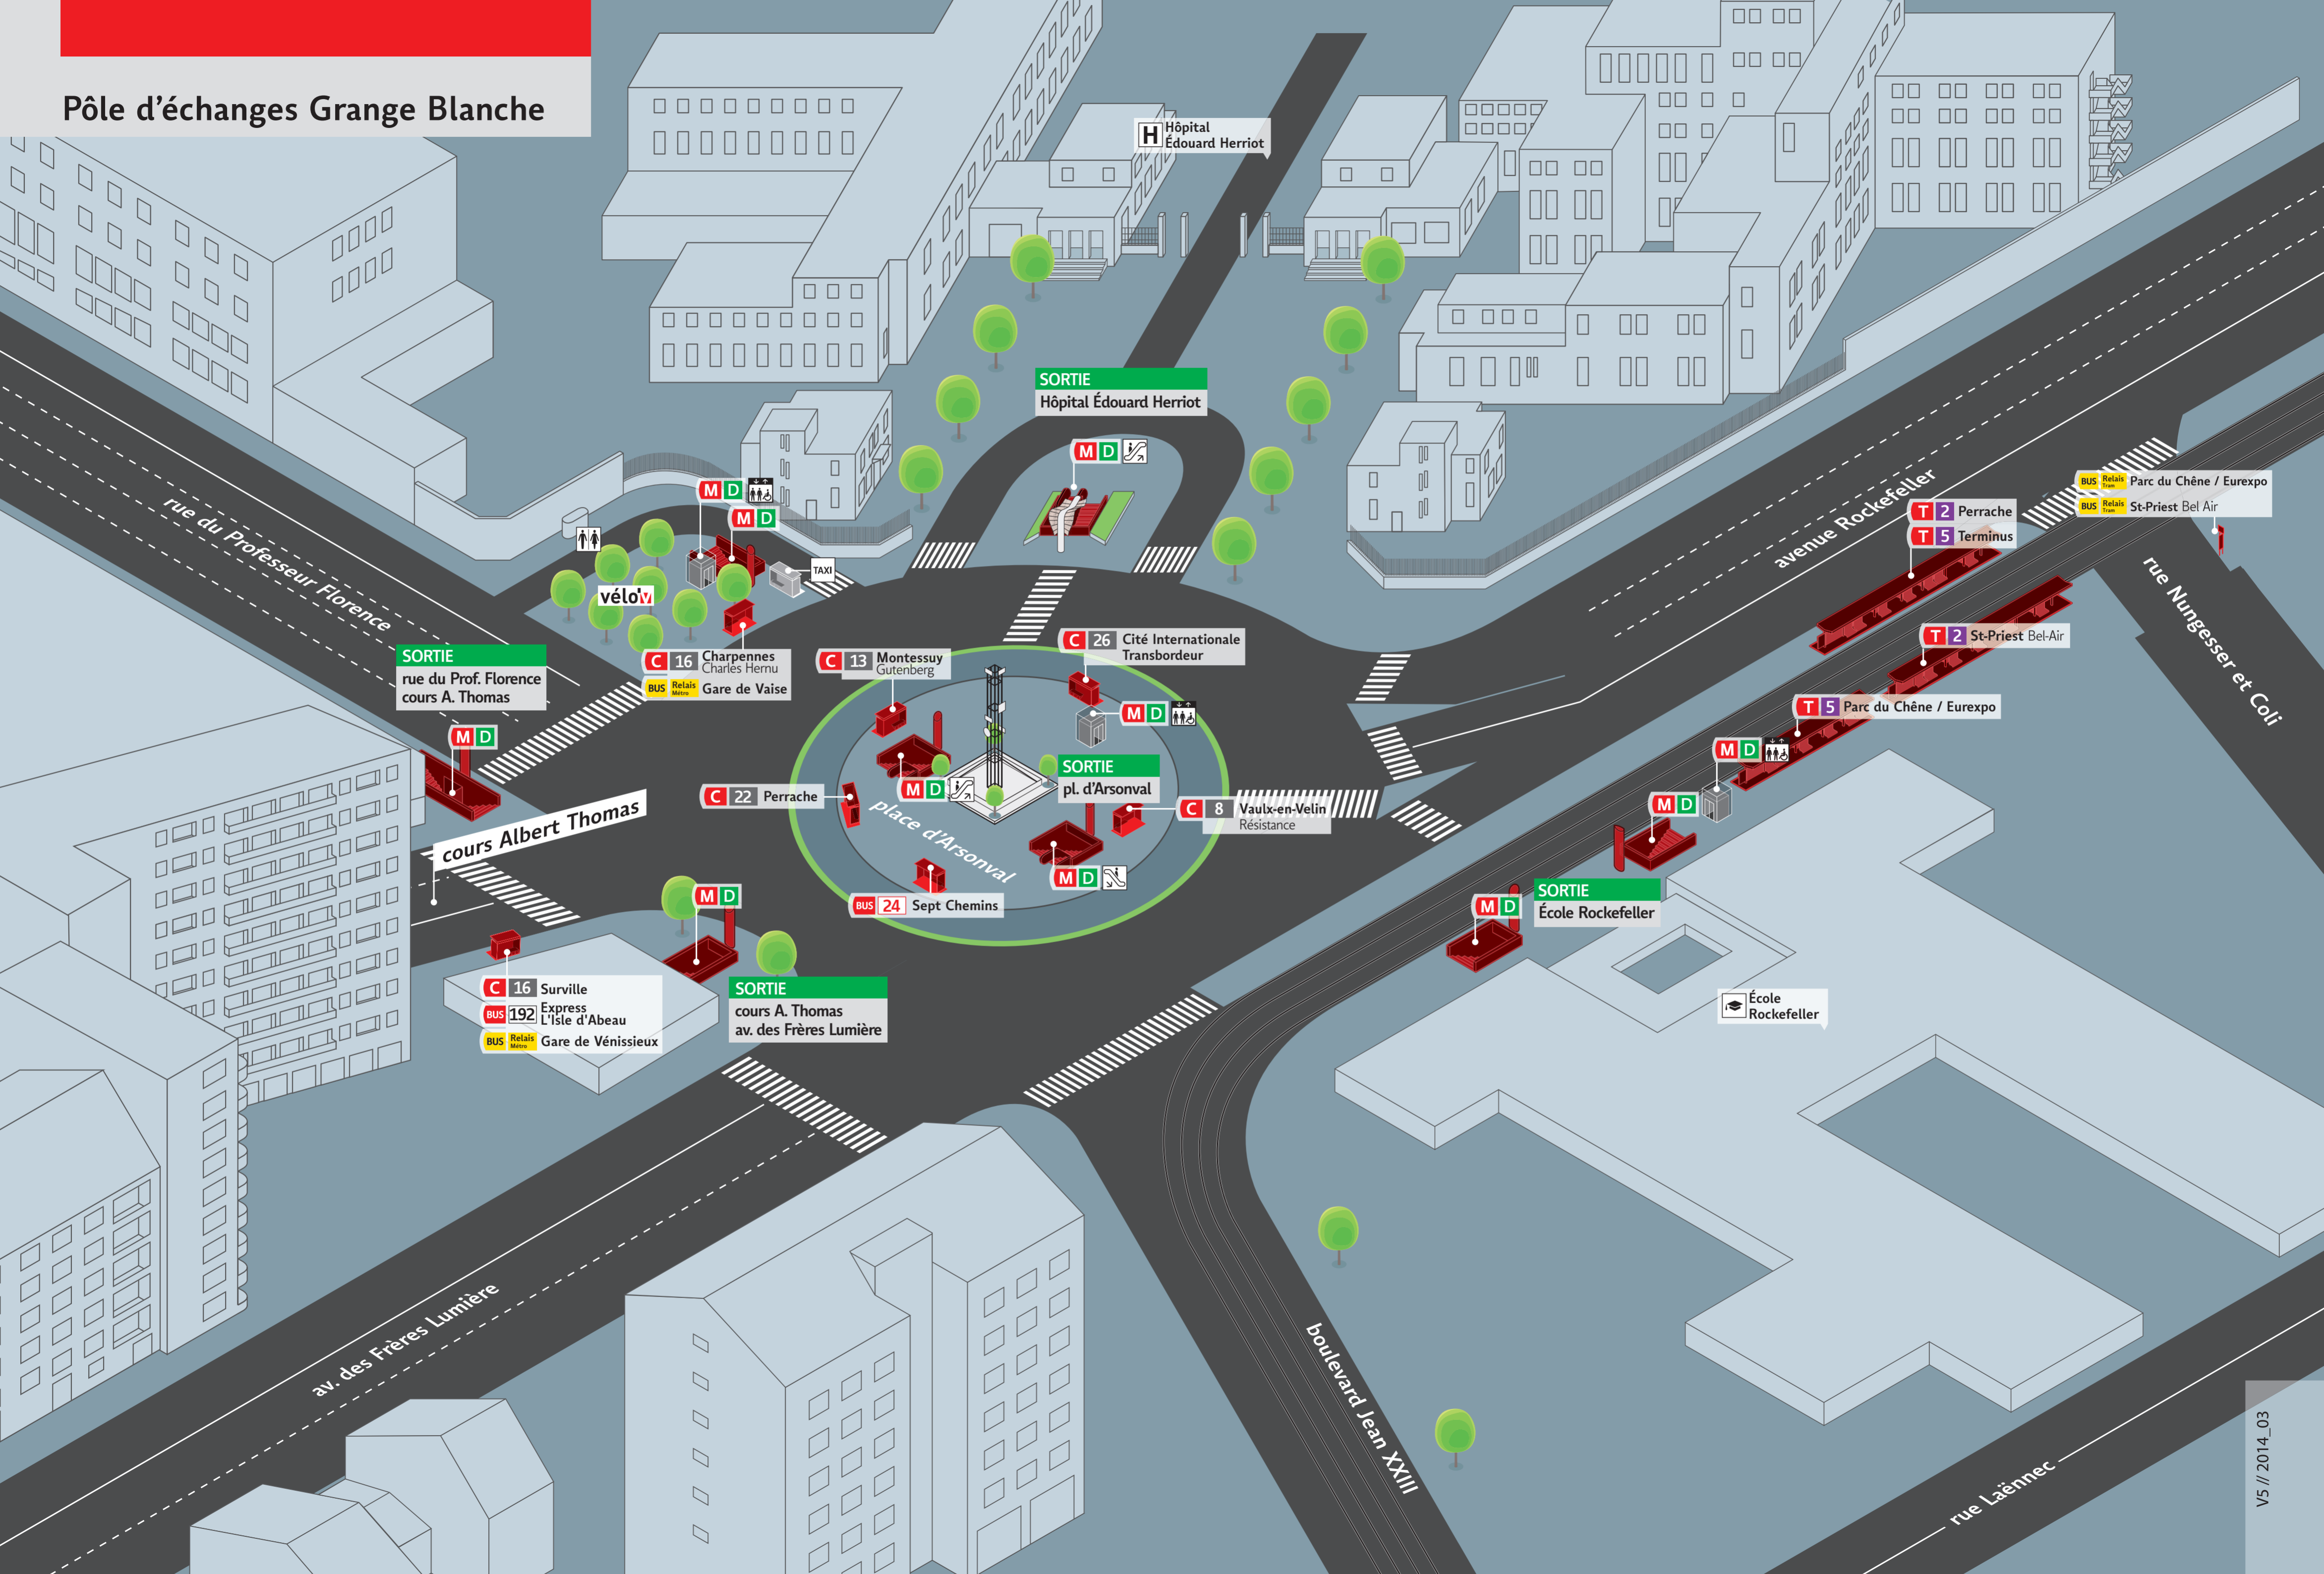 Pôle d'échanges Grange Blanche
H Hôpital
Édouard Herriot
SORTIE
Hôpital Édouard Herriot
M D
M D
M D
TAXI
vélo'v
rue du Professeur Florence
avenue Rockefeller
BUS Relais Tram Parc du Chêne / Eurexpo
BUS Relais Tram St-Priest Bel Air
T 2 Perrache
T 5 Terminus
T 2 St-Priest Bel-Air
T 5 Parc du Chêne / Eurexpo
rue Nungesser et Coli
SORTIE
rue du Prof. Florence
cours A. Thomas
M D
C 16 Charpennes
Charles Hernu
BUS Relais Métro Gare de Vaise
C 13 Montessuy
Gutenberg
C 26 Cité Internationale
Transbordeur
M D
SORTIE
pl. d'Arsonval
M D
C 22 Perrache
place d'Arsonval
C 8 Vaulx-en-Velin
Résistance
M D
BUS 24 Sept Chemins
M D
M D
M D
SORTIE
École Rockefeller
École
Rockefeller
cours Albert Thomas
M D
C 16 Surville
BUS 192 Express
L'Isle d'Abeau
BUS Relais Métro Gare de Vénissieux
SORTIE
cours A. Thomas
av. des Frères Lumière
av. des Frères Lumière
boulevard Jean XXIII
rue Laënnec
V5 // 2014_03